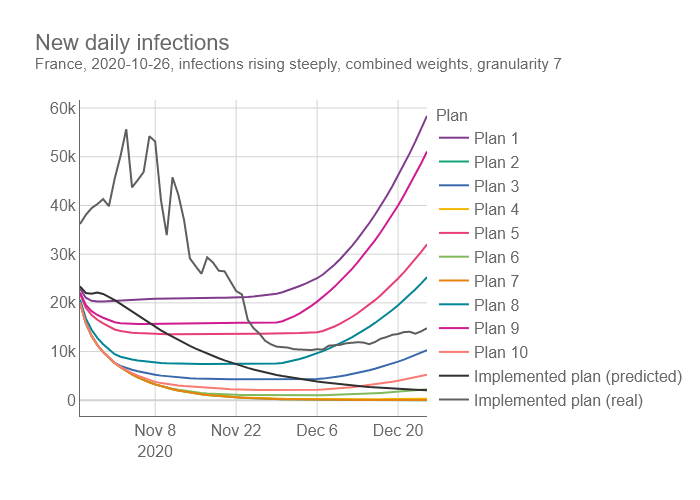 New daily infections
France, 2020-10-26, infections rising steeply, combined weights, granularity 7
60k
50k
40k
30k
20k
10k
0
Nov 8
2020
Nov 22
Dec 6
Dec 20
Plan
Plan 1
Plan 2
Plan 3
Plan 4
Plan 5
Plan 6
Plan 7
Plan 8
Plan 9
Plan 10
Implemented plan (predicted)
Implemented plan (real)